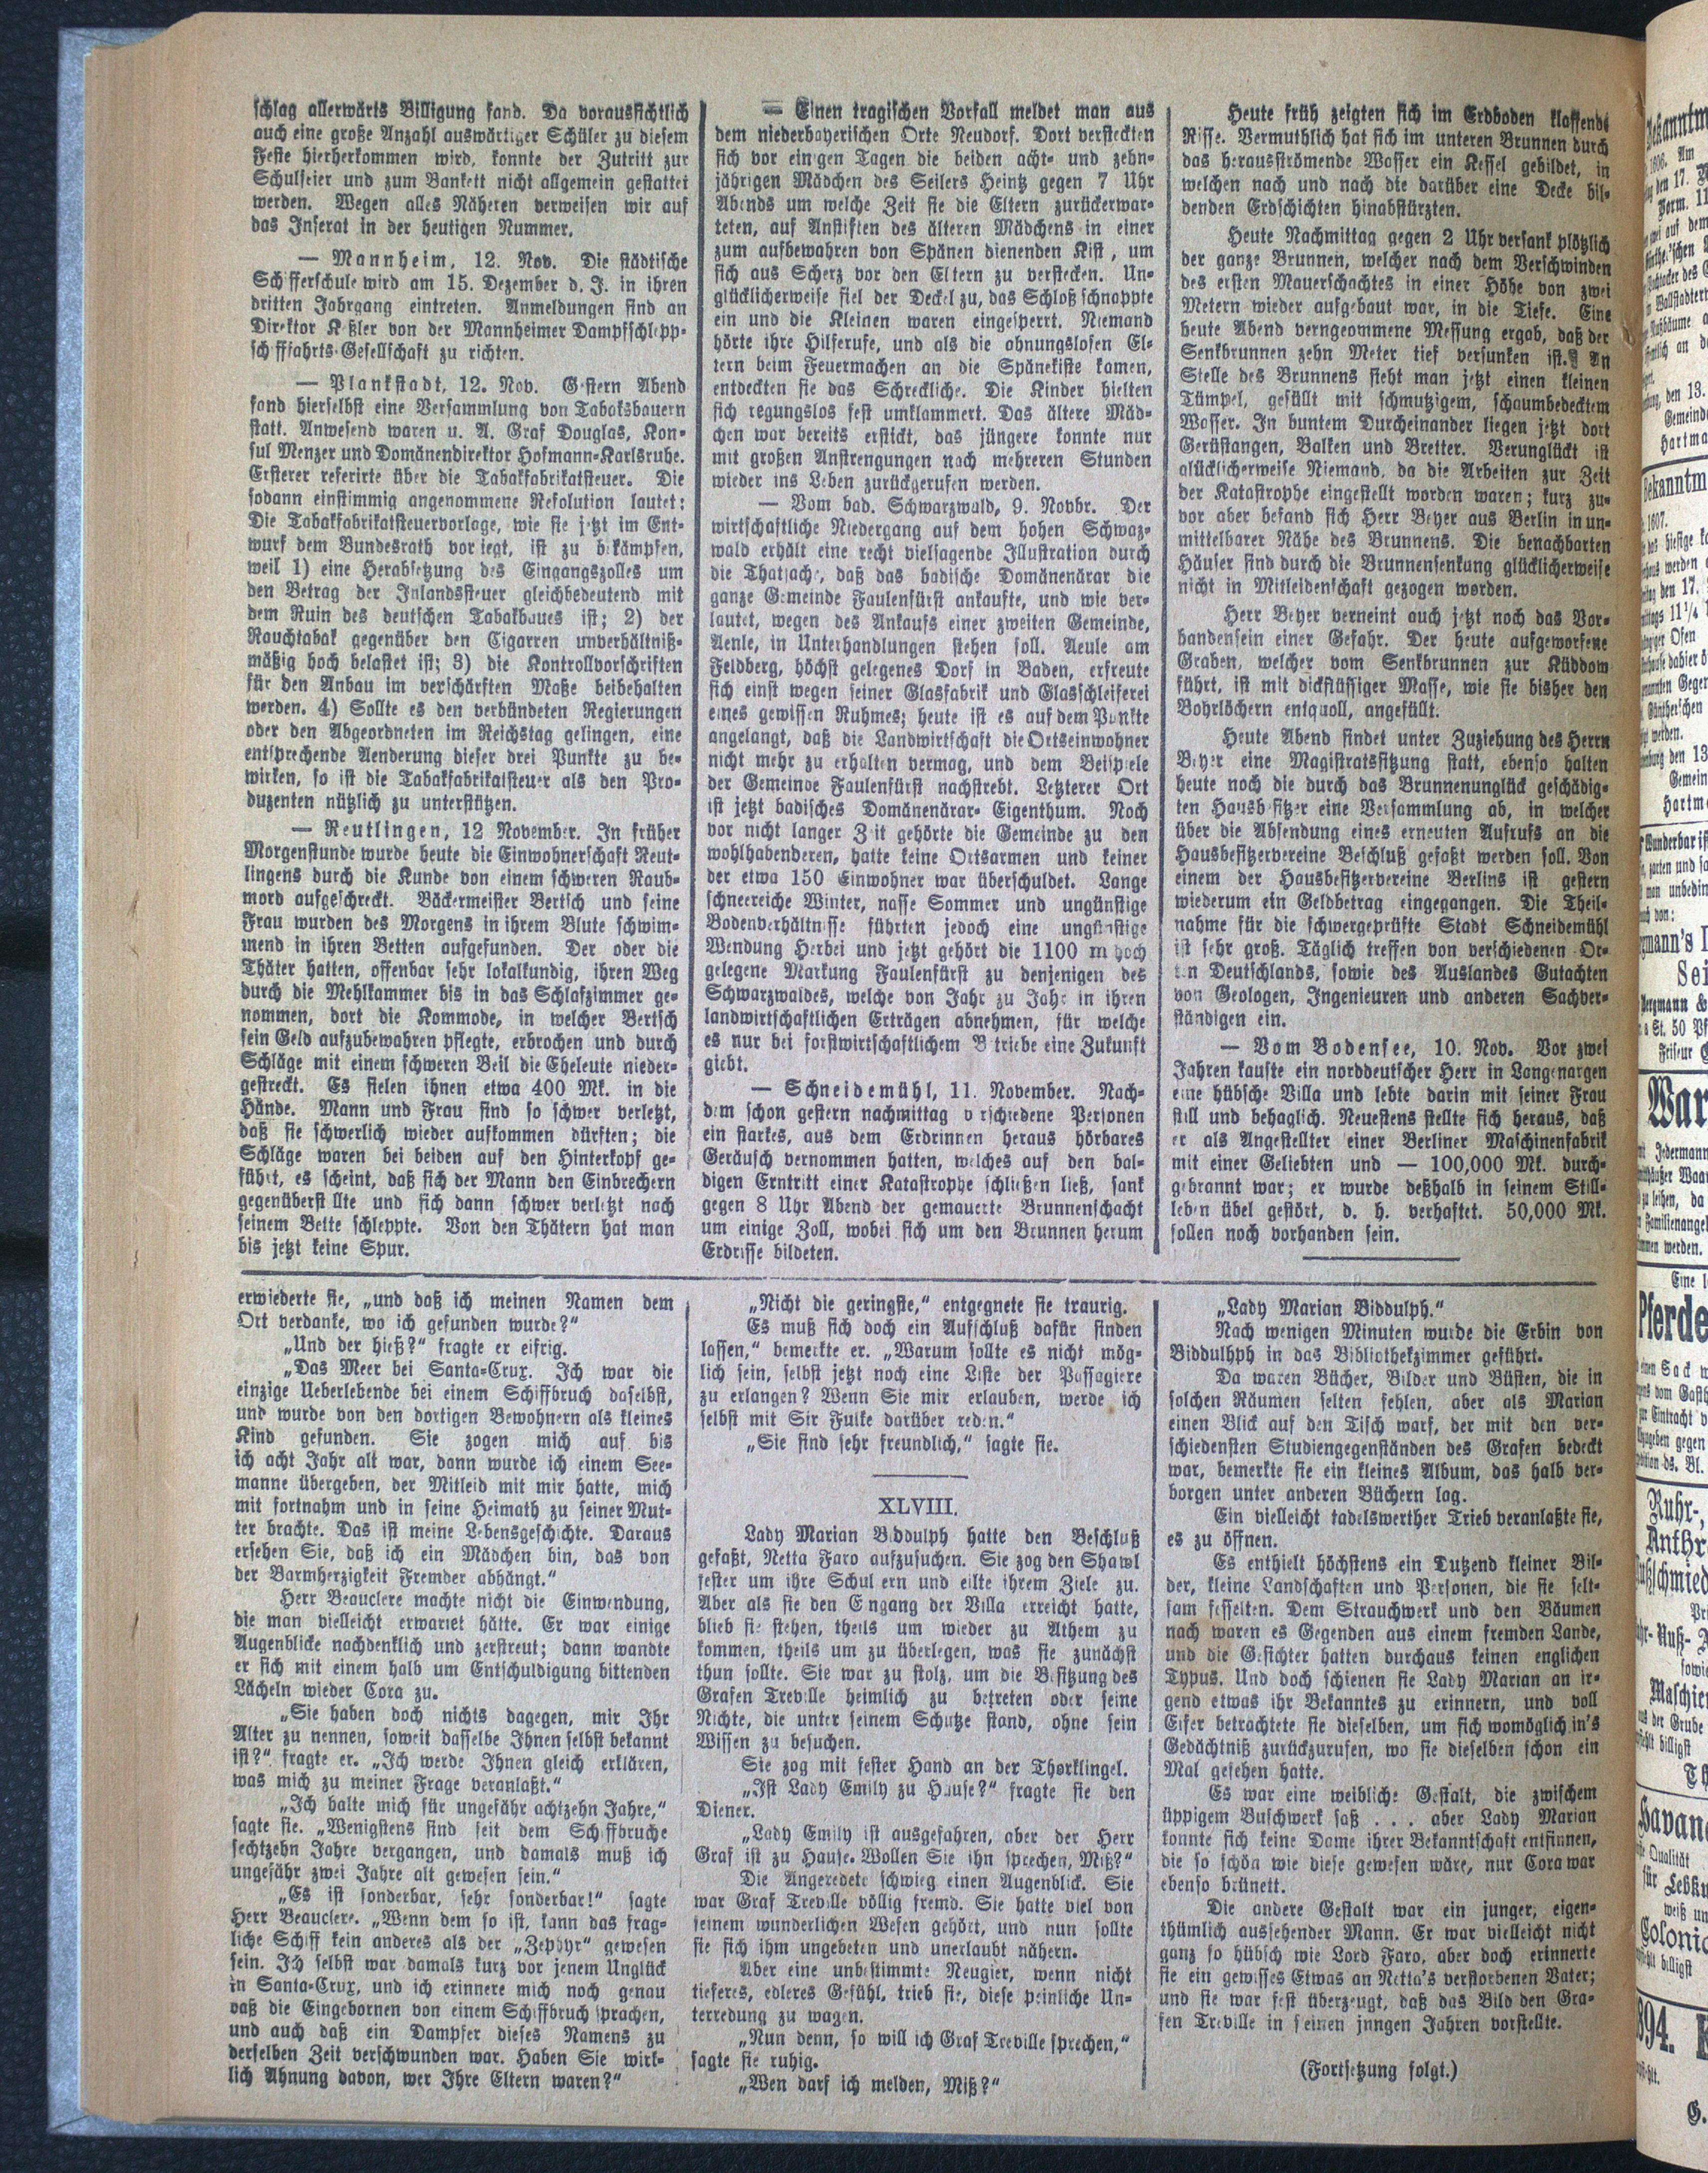 schlag allerwärts Billigung fand. Da voraussichtlich
auch eine große Anzahl auswärtiger Schüler zu diesem
Feste hierherkommen wird, konnte der Zutritt zur
Schulfeier und zum Bankett nicht allgemein gestattet
werden. Wegen alles Näheren verweisen wir auf
das Inserat in der heutigen Nummer.
— Mannheim, 12. Nov. Die städtische
Schifferschule wird am 15. Dezember d. J. in ihren
dritten Jahrgang eintreten. Anmeldungen sind an
Direktor Keßler von der Mannheimer Dampfschlepp-
schifffahrts-Gesellschaft zu richten.
— Plankstadt, 12. Nov. Gestern Abend
fand hierselbst eine Versammlung von Tabaksbauern
statt. Anwesend waren u. A. Graf Douglas, Kon-
sul Menzer und Domänendirektor Hofmann-Karlsruhe.
Ersterer referirte über die Tabakfabrikatsteuer. Die
sodann einstimmig angenommene Resolution lautet:
Die Tabakfabrikatsteuervorlage, wie sie jetzt im Ent-
wurf dem Bundesrath vorliegt, ist zu bekämpfen,
weil 1) eine Herabsetzung des Eingangszolles um
den Betrag der Inlandssteuer gleichbedeutend mit
dem Ruin des deutschen Tabakbaues ist; 2) der
Rauchtabak gegenüber den Cigarren unverhältniß-
mäßig hoch belastet ist; 3) die Kontrollvorschriften
für den Anbau im verschärften Maße beibehalten
werden. 4) Sollte es den verbündeten Regierungen
oder den Abgeordneten im Reichstag gelingen, eine
entsprechende Aenderung dieser drei Punkte zu be-
wirken, so ist die Tabakfabrikatsteuer als den Pro-
duzenten nützlich zu unterstützen.
— Reutlingen, 12 November. In früher
Morgenstunde wurde heute die Einwohnerschaft Reut-
lingens durch die Kunde von einem schweren Raub-
mord aufgeschreckt. Bäckermeister Bertsch und seine
Frau wurden des Morgens in ihrem Blute schwim-
mend in ihren Betten aufgefunden. Der oder die
Thäter hatten, offenbar sehr lokalkundig, ihren Weg
durch die Mehlkammer bis in das Schlafzimmer ge-
nommen, dort die Kommode, in welcher Bertsch
sein Geld aufzubewahren pflegte, erbrochen und durch
Schläge mit einem schweren Beil die Eheleute nieder-
gestreckt. Es fielen ihnen etwa 400 Mk. in die
Hände. Mann und Frau sind so schwer verletzt,
daß sie schwerlich wieder aufkommen dürften; die
Schläge waren bei beiden auf den Hinterkopf ge-
führt, es scheint, daß sich der Mann den Einbrechern
gegenüberstellte und sich dann schwer verletzt nach
seinem Bette schleppte. Von den Thätern hat man
bis jetzt keine Spur.
— Einen tragischen Vorfall meldet man aus
dem niederbayerischen Orte Neudorf. Dort versteckten
sich vor einigen Tagen die beiden acht- und zehn-
jährigen Mädchen des Seilers Heintz gegen 7 Uhr
Abends um welche Zeit sie die Eltern zurückerwar-
teten, auf Anstiften des älteren Mädchens in einer
zum aufbewahren von Spänen dienenden Kist, um
sich aus Scherz vor den Eltern zu verstecken. Un-
glücklicherweise fiel der Deckel zu, das Schloß schnappte
ein und die Kleinen waren eingesperrt. Niemand
hörte ihre Hilferufe, und als die ahnungslosen El-
tern beim Feuermachen an die Spänekiste kamen,
entdeckten sie das Schreckliche. Die Kinder hielten
sich regungslos fest umklammert. Das ältere Mäd-
chen war bereits erstickt, das jüngere konnte nur
mit großen Anstrengungen nach mehreren Stunden
wieder ins Leben zurückgerufen werden.
— Vom bad. Schwarzwald, 9. Novbr. Der
wirtschaftliche Niedergang auf dem hohen Schwaz-
wald erhält eine recht vielsagende Illustration durch
die Thatsache, daß das badische Domänenärar die
ganze Gemeinde Faulenfürst ankaufte, und wie ver-
lautet, wegen des Ankaufs einer zweiten Gemeinde,
Aenle, in Unterhandlungen stehen soll. Aeule am
Feldberg, höchst gelegenes Dorf in Baden, erfreute
sich einst wegen seiner Glasfabrik und Glasschleiferei
eines gewissen Ruhmes; heute ist es auf dem Punkte
angelangt, daß die Landwirtschaft die Ortseinwohner
nicht mehr zu erhalten vermag, und dem Beispiele
der Gemeinde Faulenfürst nachstrebt. Letzterer Ort
ist jetzt badisches Domänenärar- Eigenthum. Noch
vor nicht langer Zeit gehörte die Gemeinde zu den
wohlhabenderen, hatte keine Ortsarmen und keiner
der etwa 150 Einwohner war überschuldet. Lange
schneereiche Winter, nasse Sommer und ungünstige
Bodenverhältnisse führten jedoch eine ungünstige
Wendung Herbei und jetzt gehört die 1100 m hoch
gelegene Markung Faulenfürst zu denjenigen des
Schwarzwaldes, welche von Jahr zu Jahr in ihren
landwirtschaftlichen Erträgen abnehmen, für welche
es nur bei forstwirtschaftlichem Betriebe eine Zukunft
giebt.
— Schneidemühl, 11. November. Nach-
dem schon gestern nachmittag verschiedene Personen
ein starkes, aus dem Erdrinnen heraus hörbares
Geräusch vernommen hatten, welches auf den bal-
digen Erntritt einer Katastrophe schließen ließ, sank
gegen 8 Uhr Abend der gemauerte Brunnenschacht
um einige Zoll, wobei sich um den Brunnen herum
Erdrisse bildeten.
Heute früh zeigten sich im Erdboden klaffende
Risse. Vermuthlich hat sich im unteren Brunnen durch
das herausströmende Wasser ein Kessel gebildet, in
welchen nach und nach die darüber eine Decke bil-
denden Erdschichten hinabstürzten.
Heute Nachmittag gegen 2 Uhr versank plötzlich
der ganze Brunnen, welcher nach dem Verschwinden
des ersten Mauerschachtes in einer Höhe von zwei
Metern wieder aufgebaut war, in die Tiefe. Eine
heute Abend verngeommene Messung ergab, daß der
Senkbrunnen zehn Meter tief versunken ist. An
Stelle des Brunnens sieht man jetzt einen kleinen
Tümpel, gefüllt mit schmutzigem, schaumbedecktem
Wasser. In buntem Durcheinander liegen jetzt dort
Gerüstangen, Balken und Bretter. Verunglückt ist
glücklicherweise Niemand, da die Arbeiten zur Zeit
der Katastrophe eingestellt worden waren; kurz zu-
vor aber befand sich Herr Beyer aus Berlin in un-
mittelbarer Nähe des Brunnens. Die benachbarten
Häuser sind durch die Brunnensenkung glücklicherweise
nicht in Mitleidenschaft gezogen worden.
Herr Beyer verneint auch jetzt noch das Vor-
handensein einer Gefahr. Der heute aufgeworfene
Graben, welcher vom Senkbrunnen zur Küddow
führt, ist mit dickflüssiger Masse, wie sie bisher den
Bohrlöchern entquoll, angefüllt.
Heute Abend findet unter Zuziehung des Herrn
Beyer eine Magistratssitzung statt, ebenso halten
heute noch die durch das Brunnenunglück geschädig-
ten Hausbesitzer eine Versammlung ab, in welcher
über die Absendung eines erneuten Aufrufs an die
Hausbesitzervereine Beschluß gefaßt werden soll. Von
einem der Hausbesitzervereine Berlins ist gestern
wiederum ein Geldbetrag eingegangen. Die Theil-
nahme für die schwergeprüfte Stadt Schneidemühl
ist sehr groß. Täglich treffen von verschiedenen Or-
ten Deutschlands, sowie des Auslandes Gutachten
von Geologen, Ingenieuren und anderen Sachver-
ständigen ein.
— Vom Bodensee, 10. Nov. Vor zwei
Jahren kaufte ein norddeutscher Herr in Langenargen
eine hübsche Villa und lebte darin mit seiner Frau
still und behaglich. Neuestens stellte sich heraus, daß
er als Angestellter einer Berliner Maschinenfabrik
mit einer Geliebten und — 100,000 Mk. durch-
gebrannt war; er wurde deßhalb in seinem Still-
leben übel gestört, d. h. verhaftet. 50,000 Mk.
sollen noch vorhanden sein.
erwiederte sie, „und daß ich meinen Namen dem
Ort verdanke, wo ich gefunden wurde?“
„Und der hieß?“ fragte er eifrig.
„Das Meer bei Santa-Crux. Ich war die
einzige Ueberlebende bei einem Schiffbruch daselbst,
und wurde von den dortigen Bewohnern als kleines
Kind gefunden. Sie zogen mich auf bis
ich acht Jahr alt war, dann wurde ich einem See-
manne übergeben, der Mitleid mit mir hatte, mich
mit fortnahm und in seine Heimath zu seiner Mut-
ter brachte. Das ist meine Lebensgeschichte. Daraus
ersehen Sie, daß ich ein Mädchen bin, das von
der Barmherzigkeit Fremder abhängt.“
Herr Beauclere machte nicht die Einwendung,
die man vielleicht erwartet hätte. Er war einige
Augenblicke nachdenklich und zerstreut; dann wandte
er sich mit einem halb um Entschuldigung bittenden
Lächeln wieder Cora zu.
„Sie haben doch nichts dagegen, mir Ihr
Alter zu nennen, soweit dasselbe Ihnen selbst bekannt
ist?“ fragte er. „Ich werde Ihnen gleich erklären,
was mich zu meiner Frage veranlaßt.“
„Ich halte mich für ungefähr achtzehn Jahre,“
sagte sie. „Wenigstens sind seit dem Schiffbruche
sechtzehn Jahre vergangen, und damals muß ich
ungefähr zwei Jahre alt gewesen sein.“
„Es ist sonderbar, sehr sonderbar!“ sagte
Herr Beauclere. „Wenn dem so ist, kann das frag-
liche Schiff kein anderes als der „Zephyr“ gewesen
sein. Ich selbst war damals kurz vor jenem Unglück
in Santa-Crux, und ich erinnere mich noch genau
daß die Eingebornen von einem Schiffbruch sprachen,
und auch daß ein Dampfer dieses Namens zu
derselben Zeit verschwunden war. Haben Sie wirk-
lich Ahnung davon, wer Ihre Eltern waren?“
„Nicht die geringste,“ entgegnete sie traurig.
Es muß sich doch ein Aufschluß dafür finden
lassen,“ bemerkte er. „Warum sollte es nicht mög-
lich sein, selbst jetzt noch eine Liste der Passagiere
zu erlangen? Wenn Sie mir erlauben, werde ich
selbst mit Sir Fulke darüber reden.“
„Sie sind sehr freundlich,“ sagte sie.
XLVIII.
Lady Marian Biddulph hatte den Beschluß
gefaßt, Netta Faro aufzusuchen. Sie zog den Shawl
fester um ihre Schultern und eilte ihrem Ziele zu.
Aber als sie den Eingang der Villa erreicht hatte,
blieb sie stehen, theils um wieder zu Athem zu
kommen, theils um zu überlegen, was sie zunächst
thun sollte. Sie war zu stolz, um die Besitzung des
Grafen Treville heimlich zu betreten oder seine
Nichte, die unter seinem Schutze stand, ohne sein
Wissen zu besuchen.
Sie zog mit fester Hand an der Thorklingel.
„Ist Lady Emily zu Hause?“ fragte sie den
Diener.
„Lady Emily ist ausgefahren, aber der Herr
Graf ist zu Hause. Wollen Sie ihn sprechen, Miß?“
Die Angeredete schwieg einen Augenblick. Sie
war Graf Treville völlig fremd. Sie hatte viel von
seinem wunderlichen Wesen gehört, und nun sollte
sie sich ihm ungebeten und unerlaubt nähern.
Aber eine unbestimmte Neugier, wenn nicht
tieferes, edleres Gefühl, trieb sie, diese peinliche Un-
terredung zu wagen.
„Nun denn, so will ich Graf Treville sprechen,“
sagte sie ruhig.
„Wen darf ich melden, Miß?“
„Lady Marian Biddulph.“
Nach wenigen Minuten wurde die Erbin von
Biddulhph in das Bibliothekzimmer geführt.
Da waren Bücher, Bilder und Büsten, die in
solchen Räumen selten fehlen, aber als Marian
einen Blick auf den Tisch warf, der mit den ver-
schiedensten Studiengegenständen des Grafen bedeckt
war, bemerkte sie ein kleines Album, das halb ver-
borgen unter anderen Büchern lag.
Ein vielleicht tadelswerther Trieb veranlaßte sie,
es zu öffnen.
Es enthielt höchstens ein Dutzend kleiner Bil-
der, kleine Landschaften und Personen, die sie selt-
sam fesselten. Dem Strauchwerk und den Bäumen
nach waren es Gegenden aus einem fremden Lande,
und die Gesichter hatten durchaus keinen englichen
Typus. Und doch schienen sie Lady Marian an ir-
gend etwas ihr Bekanntes zu erinnern, und voll
Eifer betrachtete sie dieselben, um sich womöglich in's
Gedächtniß zurückzurufen, wo sie dieselben schon ein
Mal gesehen hatte.
Es war eine weibliche Gestalt, die zwischem
üppigem Buschwerk saß . . . aber Lady Marian
konnte sich keine Dame ihrer Bekanntschaft entsinnen,
die so schön wie diese gewesen wäre, nur Cora war
ebenso brünett.
Die andere Gestalt war ein junger, eigen-
thümlich aussehender Mann. Er war vielleicht nicht
ganz so hübsch wie Lord Faro, aber doch erinnerte
sie ein gewisses Etwas an Netta's verstorbenen Vater;
und sie war fest überzeugt, daß das Bild den Gra-
fen Treville in seinen jungen Jahren vorstellte.
(Fortsetzung folgt.)